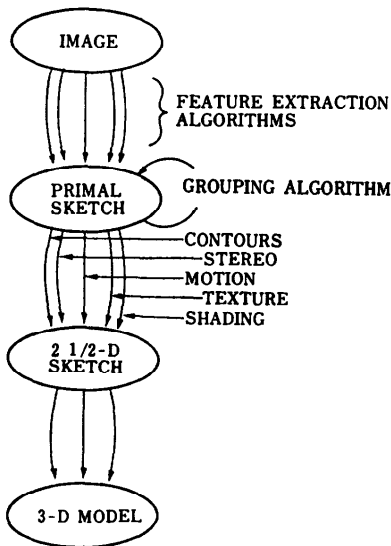 IMAGE
FEATURE EXTRACTION
ALGORITHMS
PRIMAL
SKETCH
GROUPING ALGORITHM
CONTOURS
STEREO
MOTION
TEXTURE
SHADING
2 1/2-D
SKETCH
3-D MODEL